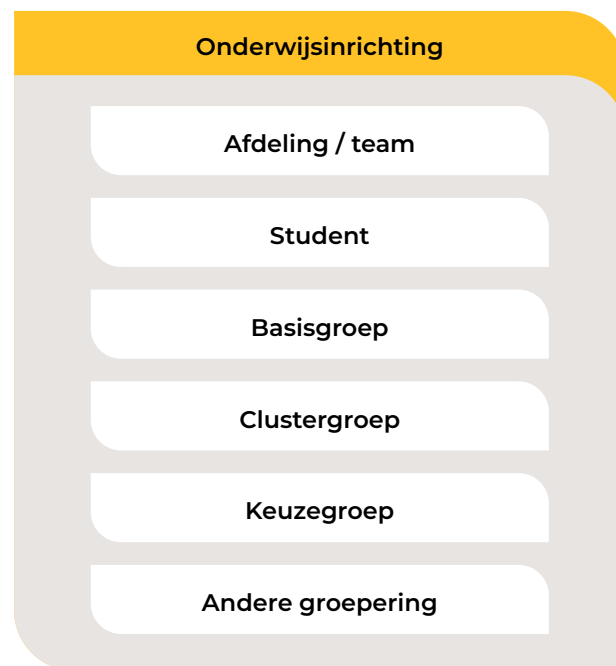 Onderwijsinrichting
Afdeling / team
Student
Basisgroep
Clustergroep
Keuzegroep
Andere groepering